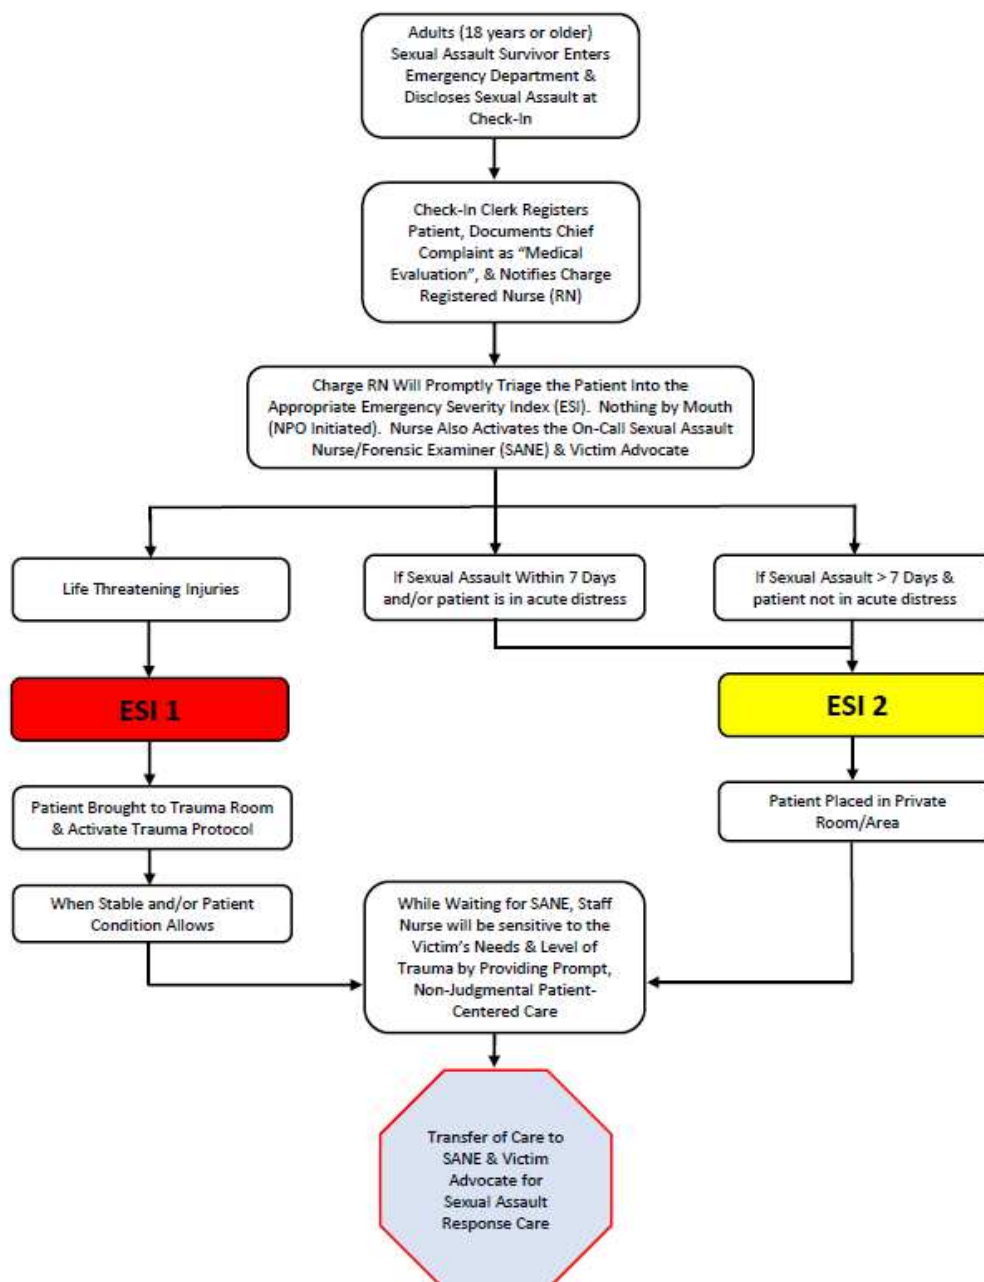 Adults (18 years or older)
Sexual Assault Survivor Enters
Emergency Department &
Discloses Sexual Assault at
Check-In
Check-In Clerk Registers
Patient, Documents Chief
Complaint as “Medical
Evaluation”, & Notifies Charge
Registered Nurse (RN)
Charge RN Will Promptly Triage the Patient Into the
Appropriate Emergency Severity Index (ESI).  Nothing by Mouth
(NPO Initiated).  Nurse Also Activates the On-Call Sexual Assault
Nurse/Forensic Examiner (SANE) & Victim Advocate
Life Threatening Injuries
If Sexual Assault Within 7 Days
and/or patient is in acute distress
If Sexual Assault > 7 Days &
patient not in acute distress
ESI 1
ESI 2
Patient Brought to Trauma Room
& Activate Trauma Protocol
Patient Placed in Private
Room/Area
When Stable and/or Patient
Condition Allows
While Waiting for SANE, Staff
Nurse will be sensitive to the
Victim’s Needs & Level of
Trauma by Providing Prompt,
Non-Judgmental Patient-
Centered Care
Transfer of Care to
SANE & Victim
Advocate for
Sexual Assault
Response Care